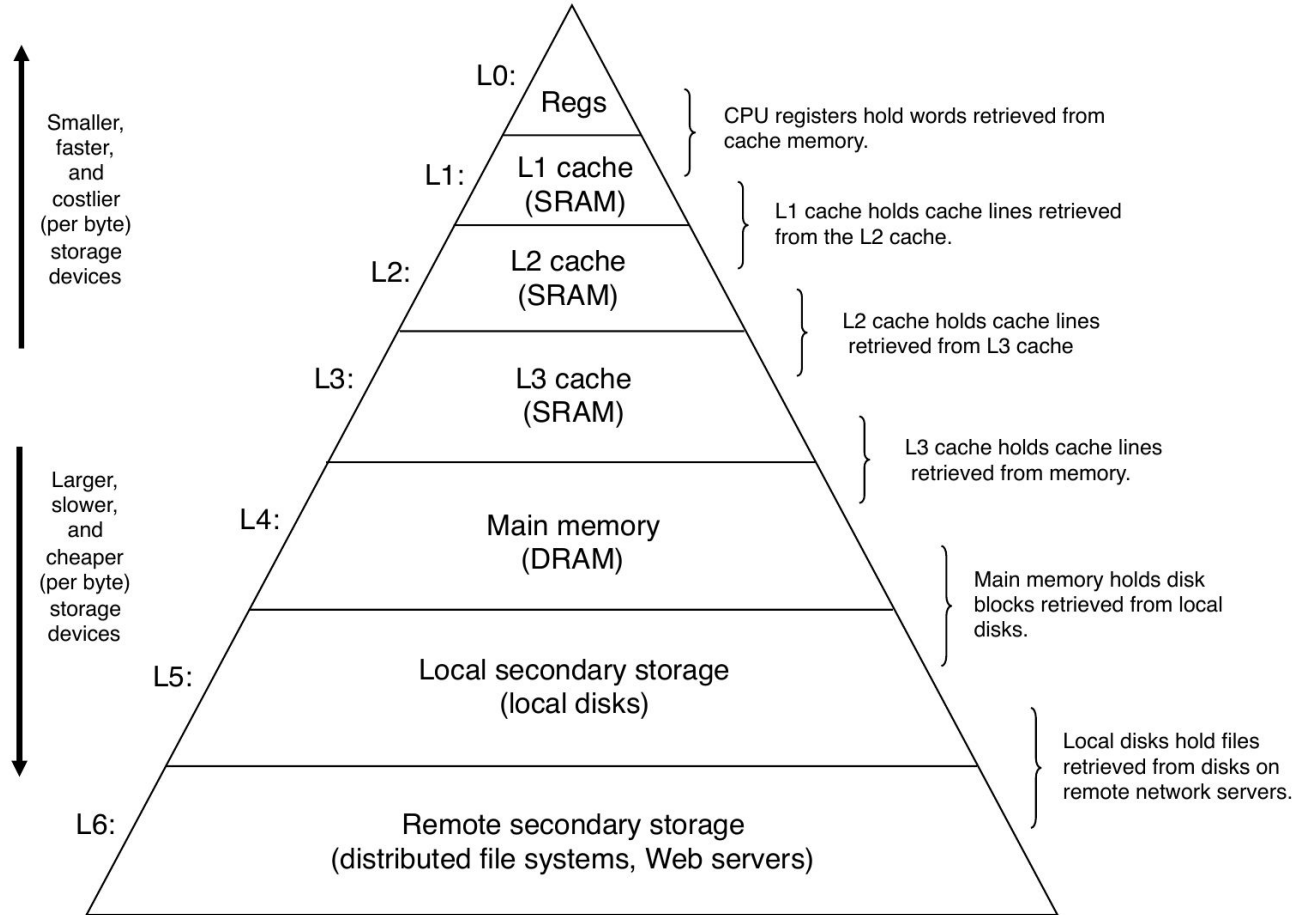 L0:
Regs
CPU registers hold words retrieved from
cache memory.
Smaller,
faster,
and
costlier
(per byte)
storage
devices
L1:
L1 cache
(SRAM)
L1 cache holds cache lines retrieved
from the L2 cache.
L2:
L2 cache
(SRAM)
L2 cache holds cache lines
retrieved from L3 cache
L3:
L3 cache
(SRAM)
L3 cache holds cache lines
retrieved from memory.
Larger,
slower,
and
cheaper
(per byte)
storage
devices
L4:
Main memory
(DRAM)
Main memory holds disk
blocks retrieved from local
disks.
L5:
Local secondary storage
(local disks)
Local disks hold files
retrieved from disks on
remote network servers.
L6:
Remote secondary storage
(distributed file systems, Web servers)